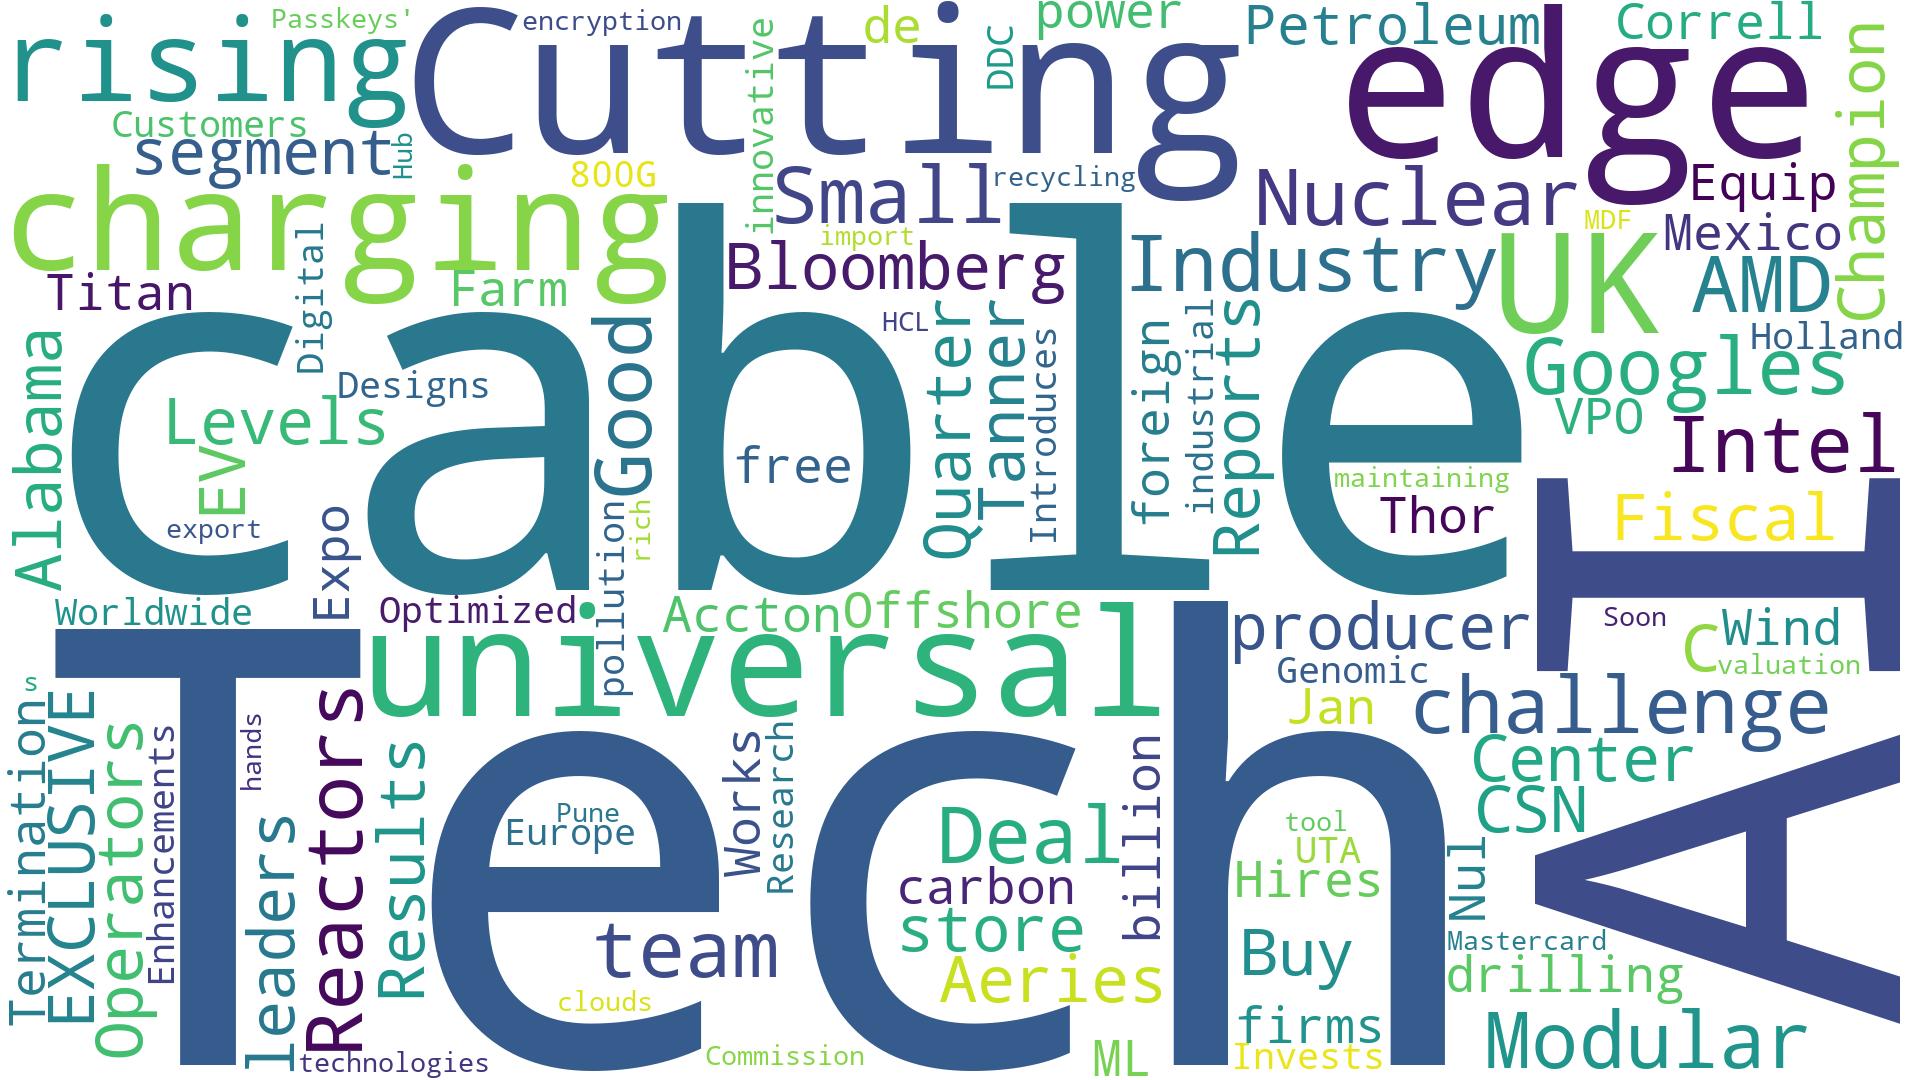 rising
Passkeys'
Cutting
encryption
innovative
de
DDC
power
Petroleum
edge
Correll
Champion
Customers
segment
Hub
800G
Small
recycling
Nuclear
Equip
MDF
Mexico
charging
import
Bloomberg
Industry
UK
AMD
Titan
Digital
Farm
Good
HCL
Quarter
Tanner
Introduces
foreign
industrial
Reports
Holland
Googles
VPO
Alabama
Designs
Levels
EV
export
cable
free
Intel
maintaining
Thor
Fiscal
AI
Expo
pollution
rich
Worldwide
Optimized
Accton
Offshore
producer
Soon
C
Wind
valuation
Tech
universal
Genomic
Jan
challenge
s
Termination
EXCLUSIVE
Operators
Enhancements
hands
leaders
Reactors
Results
Works
Research
billion
Center
CSN
Pune
Europe
Deal
carbon
store
Aeries
tool
UTA
Hires
Nul
team
Buy
Mastercard
drilling
clouds
firms
Modular
technologies
Commission
ML
Invests